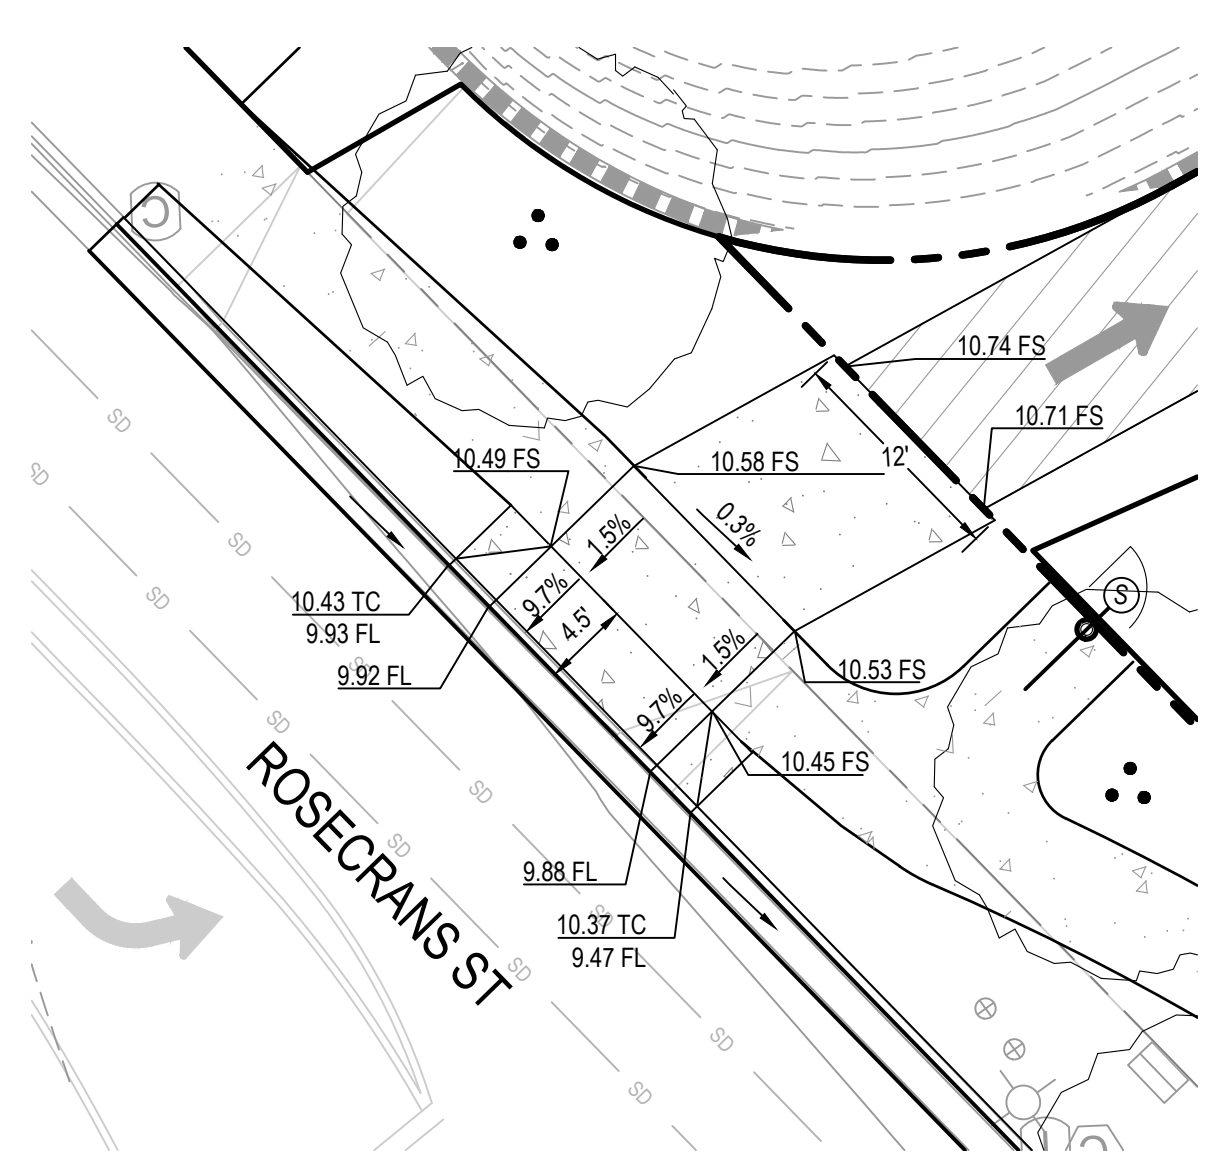 C
10.74 FS
SD
10.71 FS
10.49 FS
10.58 FS
12'
SD
0.3%
1.5%
SD
9.7%
SD
10.43 TC
9.93 FL
4.5'
S
1.5%
SD
9.92 FL
10.53 FS
9.7%
SD
10.45 FS
SD
ROSECRANS ST
SD
9.88 FL
SD
10.37 TC
9.47 FL
SD
SD
SD